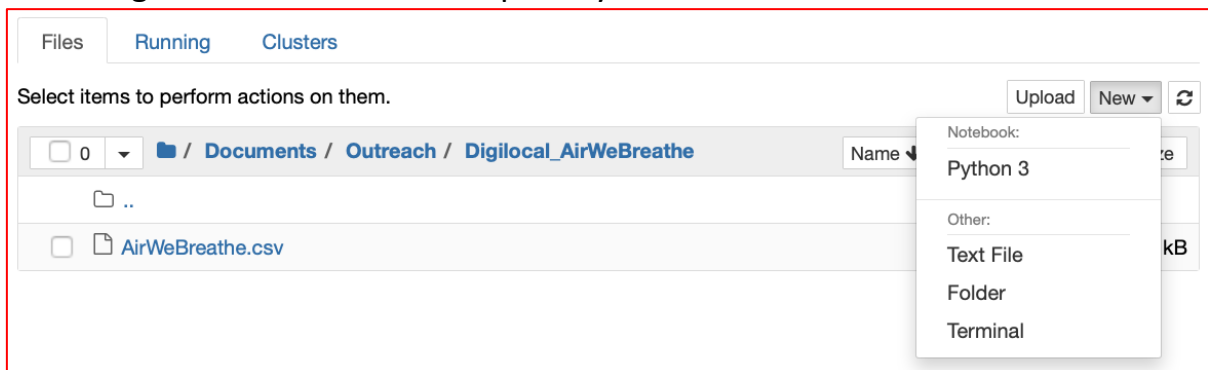 Files Running Clusters
Select items to perform actions on them.
Upload New
0 / Documents / Outreach / Digilocal_AirWeBreathe Name
Notebook:
Python 3
..
Other:
AirWeBreathe.csv kB
Text File
Folder
Terminal